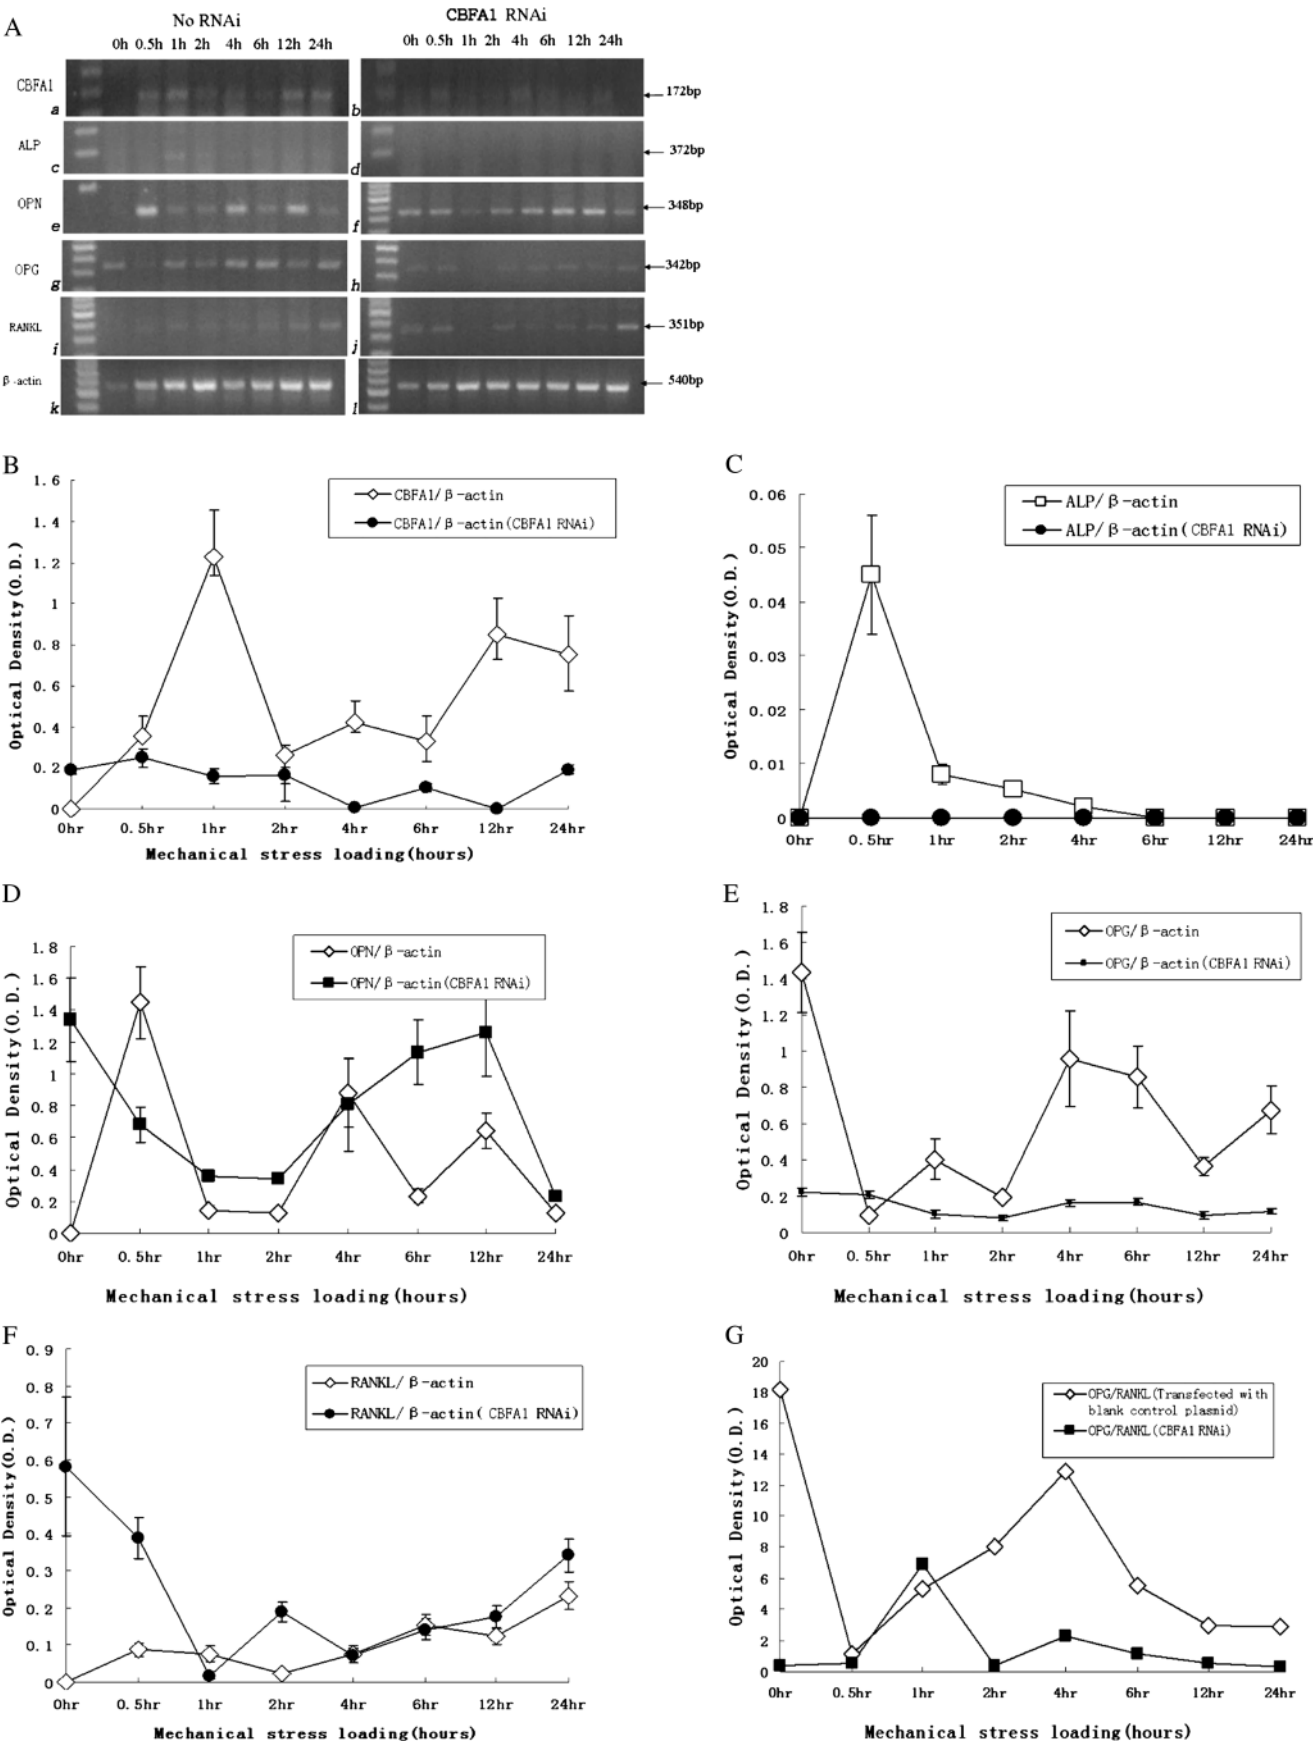 A
No RNAi
CBFA1 RNAi
0h 0.5h 1h 2h 4h 6h 12h 24h
0h 0.5h 1h 2h 4h 6h 12h 24h
CBFA1
a
b
172bp
ALP
c
d
372bp
OPN
e
f
348bp
OPG
g
h
342bp
RANKL
i
j
351bp
β-actin
k
l
540bp
B
1.6
1.4
1.2
1
0.8
0.6
0.4
0.2
0
Optical Density(O.D.)
CBFA1/β-actin
CBFA1/β-actin(CBFA1 RNAi)
0hr 0.5hr 1hr 2hr 4hr 6hr 12hr 24hr
Mechanical stress loading(hours)
C
0.06
0.05
0.04
0.03
0.02
0.01
0
Optical Density(O.D.)
ALP/β-actin
ALP/β-actin(CBFA1 RNAi)
0hr 0.5hr 1hr 2hr 4hr 6hr 12hr 24hr
D
1.8
1.6
1.4
1.2
1
0.8
0.6
0.4
0.2
0
Optical Density(O.D.)
OPN/β-actin
OPN/β-actin(CBFA1 RNAi)
0hr 0.5hr 1hr 2hr 4hr 6hr 12hr 24hr
Mechanical stress loading(hours)
E
1.8
1.6
1.4
1.2
1
0.8
0.6
0.4
0.2
0
Optical Density(O.D.)
OPG/β-actin
OPG/β-actin(CBFA1 RNAi)
0hr 0.5hr 1hr 2hr 4hr 6hr 12hr 24hr
Mechanical stress loading(hours)
F
0.9
0.8
0.7
0.6
0.5
0.4
0.3
0.2
0.1
0
Optical Density(O.D.)
RANKL/β-actin
RANKL/β-actin( CBFA1 RNAi)
0hr 0.5hr 1hr 2hr 4hr 6hr 12hr 24hr
Mechanical stress loading(hours)
G
20
18
16
14
12
10
8
6
4
2
0
Optical Density(O.D.)
OPG/RANKL(Transfected with
blank control plasmid)
OPG/RANKL(CBFA1 RNAi)
0hr 0.5hr 1hr 2hr 4hr 6hr 12hr 24hr
Mechanical stress loading(hours)